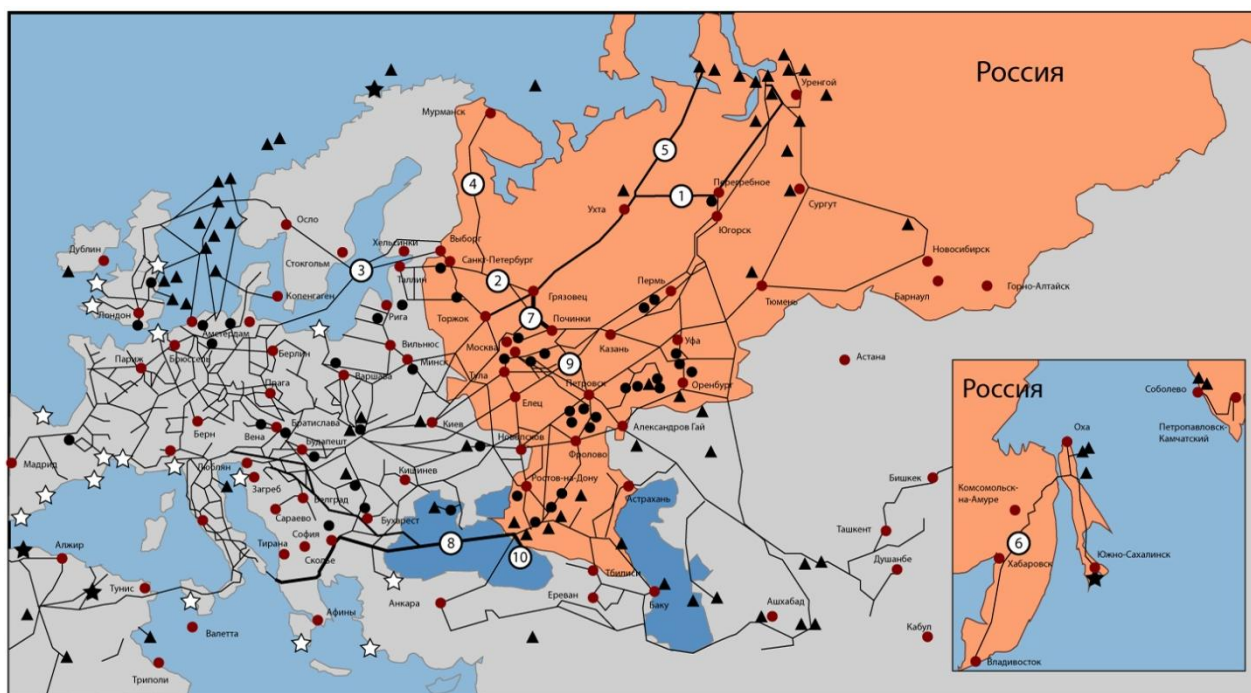 Россия
Уренгой
Мурманск
5
4
Перегребное
1
Ухта
Сургут
Югорск
Осло
Дублин
Хельсинки
Выборг
Новосибирск
Стокгольм
3
Санкт-Петербург
Таллин
2
Барнаул
Горно-Алтайск
Копенгаген
Грязовец
Пермь
Тюмень
Лондон
Рига
Торжок
7
Починки
Амстердам
Москва
Казань
Уфа
Париж
Брюссель
Берлин
Вильнюс
Минск
9
Астана
Тула
Петровск
Прага
Варшава
Оренбург
Елец
Братислава
Киев
Александров Гай
Берн
Вена
Будапешт
Новопсков
Фролово
Мадрид
Люблян
Кишинев
Ростов-на-Дону
Астрахань
Бишкек
Загреб
Белград
Сараево
Бухарест
Ташкент
София
8
10
Алжир
Тирана
Скопье
Тбилиси
Душанбе
Тунис
Анкара
Ереван
Баку
Ашхабад
Афины
Валетта
Кабул
Триполи
Россия
Соболево
Оха
Петропавловск-
Камчатский
Комсомольск-
на-Амуре
6
Хабаровск
Южно-Сахалинск
Владивосток